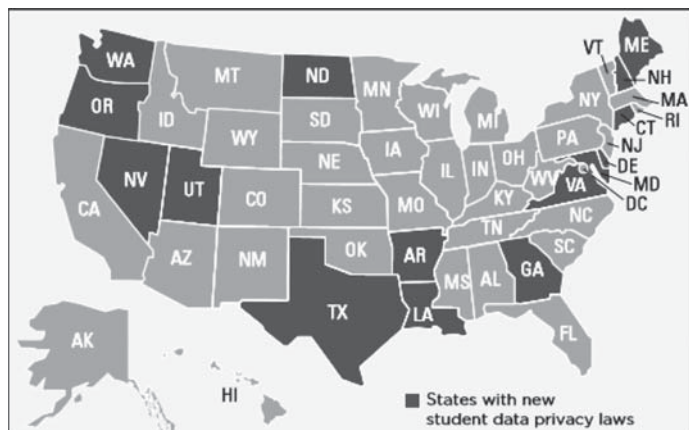 WA
MT
ND
MN
VT
ME
NH
OR
ID
WY
SD
WI
MI
NY
MA
RI
CT
NV
UT
CO
NE
IA
IL
IN
OH
PA
NJ
DE
MD
DC
CA
KS
MO
KY
WV
VA
AZ
NM
OK
AR
TN
NC
SC
TX
LA
MS
AL
GA
FL
AK
HI
States with new
student data privacy laws